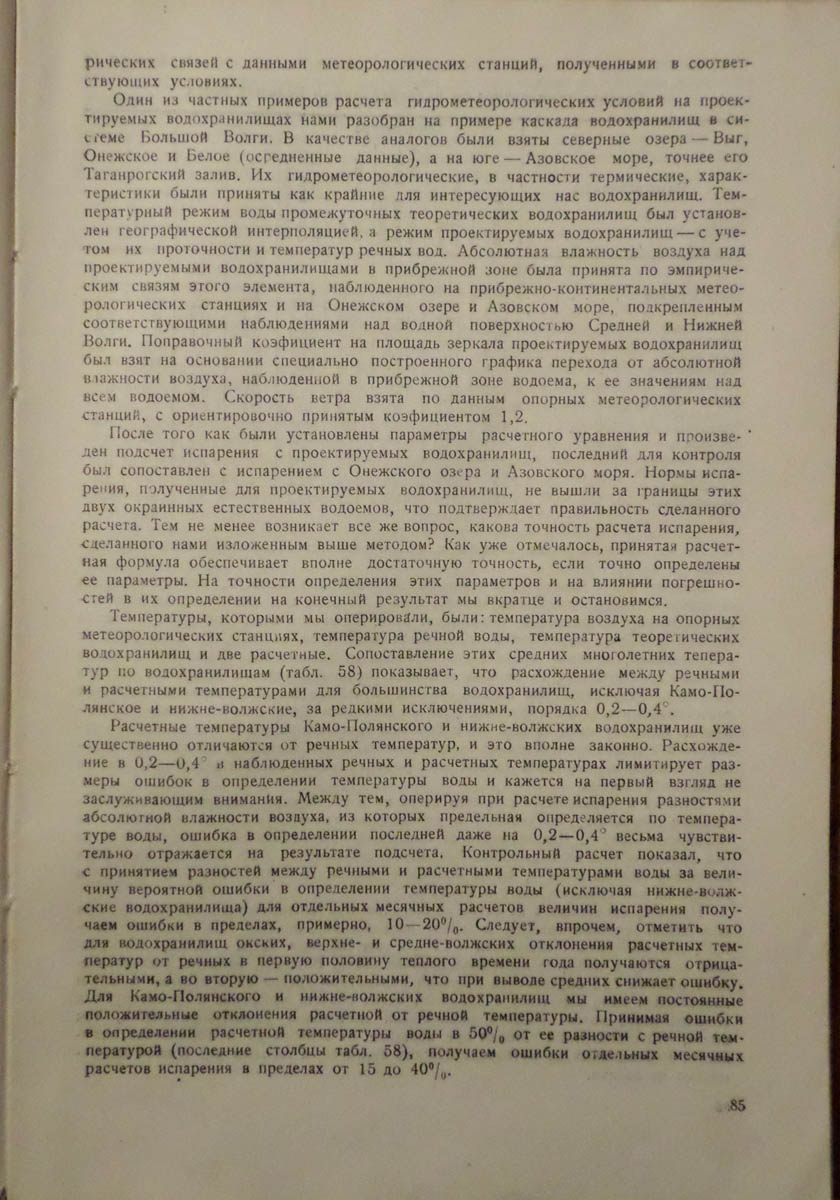 рических связей с данными метеорологических станций, полученными в соответ-
ствующих условиях.
Один из частных примеров расчета гидрометеорологических условий на проек-
тируемых водохранилищах нами разобран на примере каскада водохранилищ в си-
стеме Большой Волги. В качестве аналогов были взяты северные озера — Выг,
Онежское и Белое (осредненные данные), а на юге — Азовское море, точнее его
Таганрогский залив. Их гидрометеорологические, в частности термические, харак-
теристики были приняты как крайние для интересующих нас водохранилищ. Тем-
пературный режим воды промежуточных теоретических водохранилищ был установ-
лен географической интерполяцией, а режим проектируемых водохранилищ — с уче-
том их проточности и температур речных вод. Абсолютная влажность воздуха над
проектируемыми водохранилищами в прибрежной зоне была принята по эмпириче-
ским связям этого элемента, наблюденного на прибрежно-континентальных метео-
рологических станциях и на Онежском озере и Азовском море, подкрепленным
соответствующими наблюдениями над водной поверхностью Средней и Нижней
Волги. Поправочный коэфициент на площадь зеркала проектируемых водохранилищ
был взят на основании специально построенного графика перехода от абсолютной
влажности воздуха, наблюденной в прибрежной зоне водоема, к ее значениям над
всем водоемом. Скорость ветра взята по данным опорных метеорологических
станций, с ориентировочно принятым коэфициентом 1,2.
После того как были установлены параметры расчетного уравнения и произве-
ден подсчет испарения с проектируемых водохранилищ, последний для контроля
был сопоставлен с испарением с Онежского озера и Азовского моря. Нормы испа-
рения, полученные для проектируемых водохранилищ, не вышли за границы этих
двух окраинных естественных водоемов, что подтверждает правильность сделанного
расчета. Тем не менее возникает все же вопрос, какова точность расчета испарения,
сделанного нами изложенным выше методом? Как уже отмечалось, принятая расчет-
ная формула обеспечивает вполне достаточную точность, если точно определены
ее параметры. На точности определения этих параметров и на влиянии погрешно-
стей в их определении на конечный результат мы вкратце и остановимся.
Температуры, которыми мы оперировали, были: температура воздуха на опорных
метеорологических станциях, температура речной воды, температура теоретических
водохранилищ и две расчетные. Сопоставление этих средних многолетних тепера-
тур по водохранилищам (табл. 58) показывает, что расхождение между речными
и расчетными температурами для большинства водохранилищ, исключая Камо-По-
лянское и нижне-волжские, за редкими исключениями, порядка 0,2—0,4°.
Расчетные температуры Камо-Полянского и нижне-волжских водохранилищ уже
существенно отличаются от речных температур, и это вполне законно. Расхожде-
ние в 0,2—0,4° в наблюденных речных и расчетных температурах лимитирует раз-
меры ошибок в определении температуры воды и кажется на первый взгляд не
заслуживающим внимания. Между тем, оперируя при расчете испарения разностями
абсолютной влажности воздуха, из которых предельная определяется по темпера-
туре воды, ошибка в определении последней даже на 0,2—0,4° весьма чувстви-
тельно отражается на результате подсчета. Контрольный расчет показал, что
с принятием разностей между речными и расчетными температурами воды за вели-
чину вероятной ошибки в определении температуры воды (исключая нижне-волж-
ские водохранилища) для отдельных месячных расчетов величин испарения полу-
чаем ошибки в пределах, примерно, 10—20%. Следует, впрочем, отметить что
для водохранилищ окских, верхне- и средне-волжских отклонения расчетных тем-
ператур от речных в первую половину теплого времени года получаются отрица-
тельными, а во вторую — положительными, что при выводе средних снижает ошибку.
Для Камо-Полянского и нижне-волжских водохранилищ мы имеем постоянные
положительные отклонения расчетной от речной температуры. Принимая ошибки
в определении расчетной температуры воды в 50% от ее разности с речной тем-
пературой (последние столбцы табл. 58), получаем ошибки отдельных месячных
расчетов испарения в пределах от 15 до 40%.
85